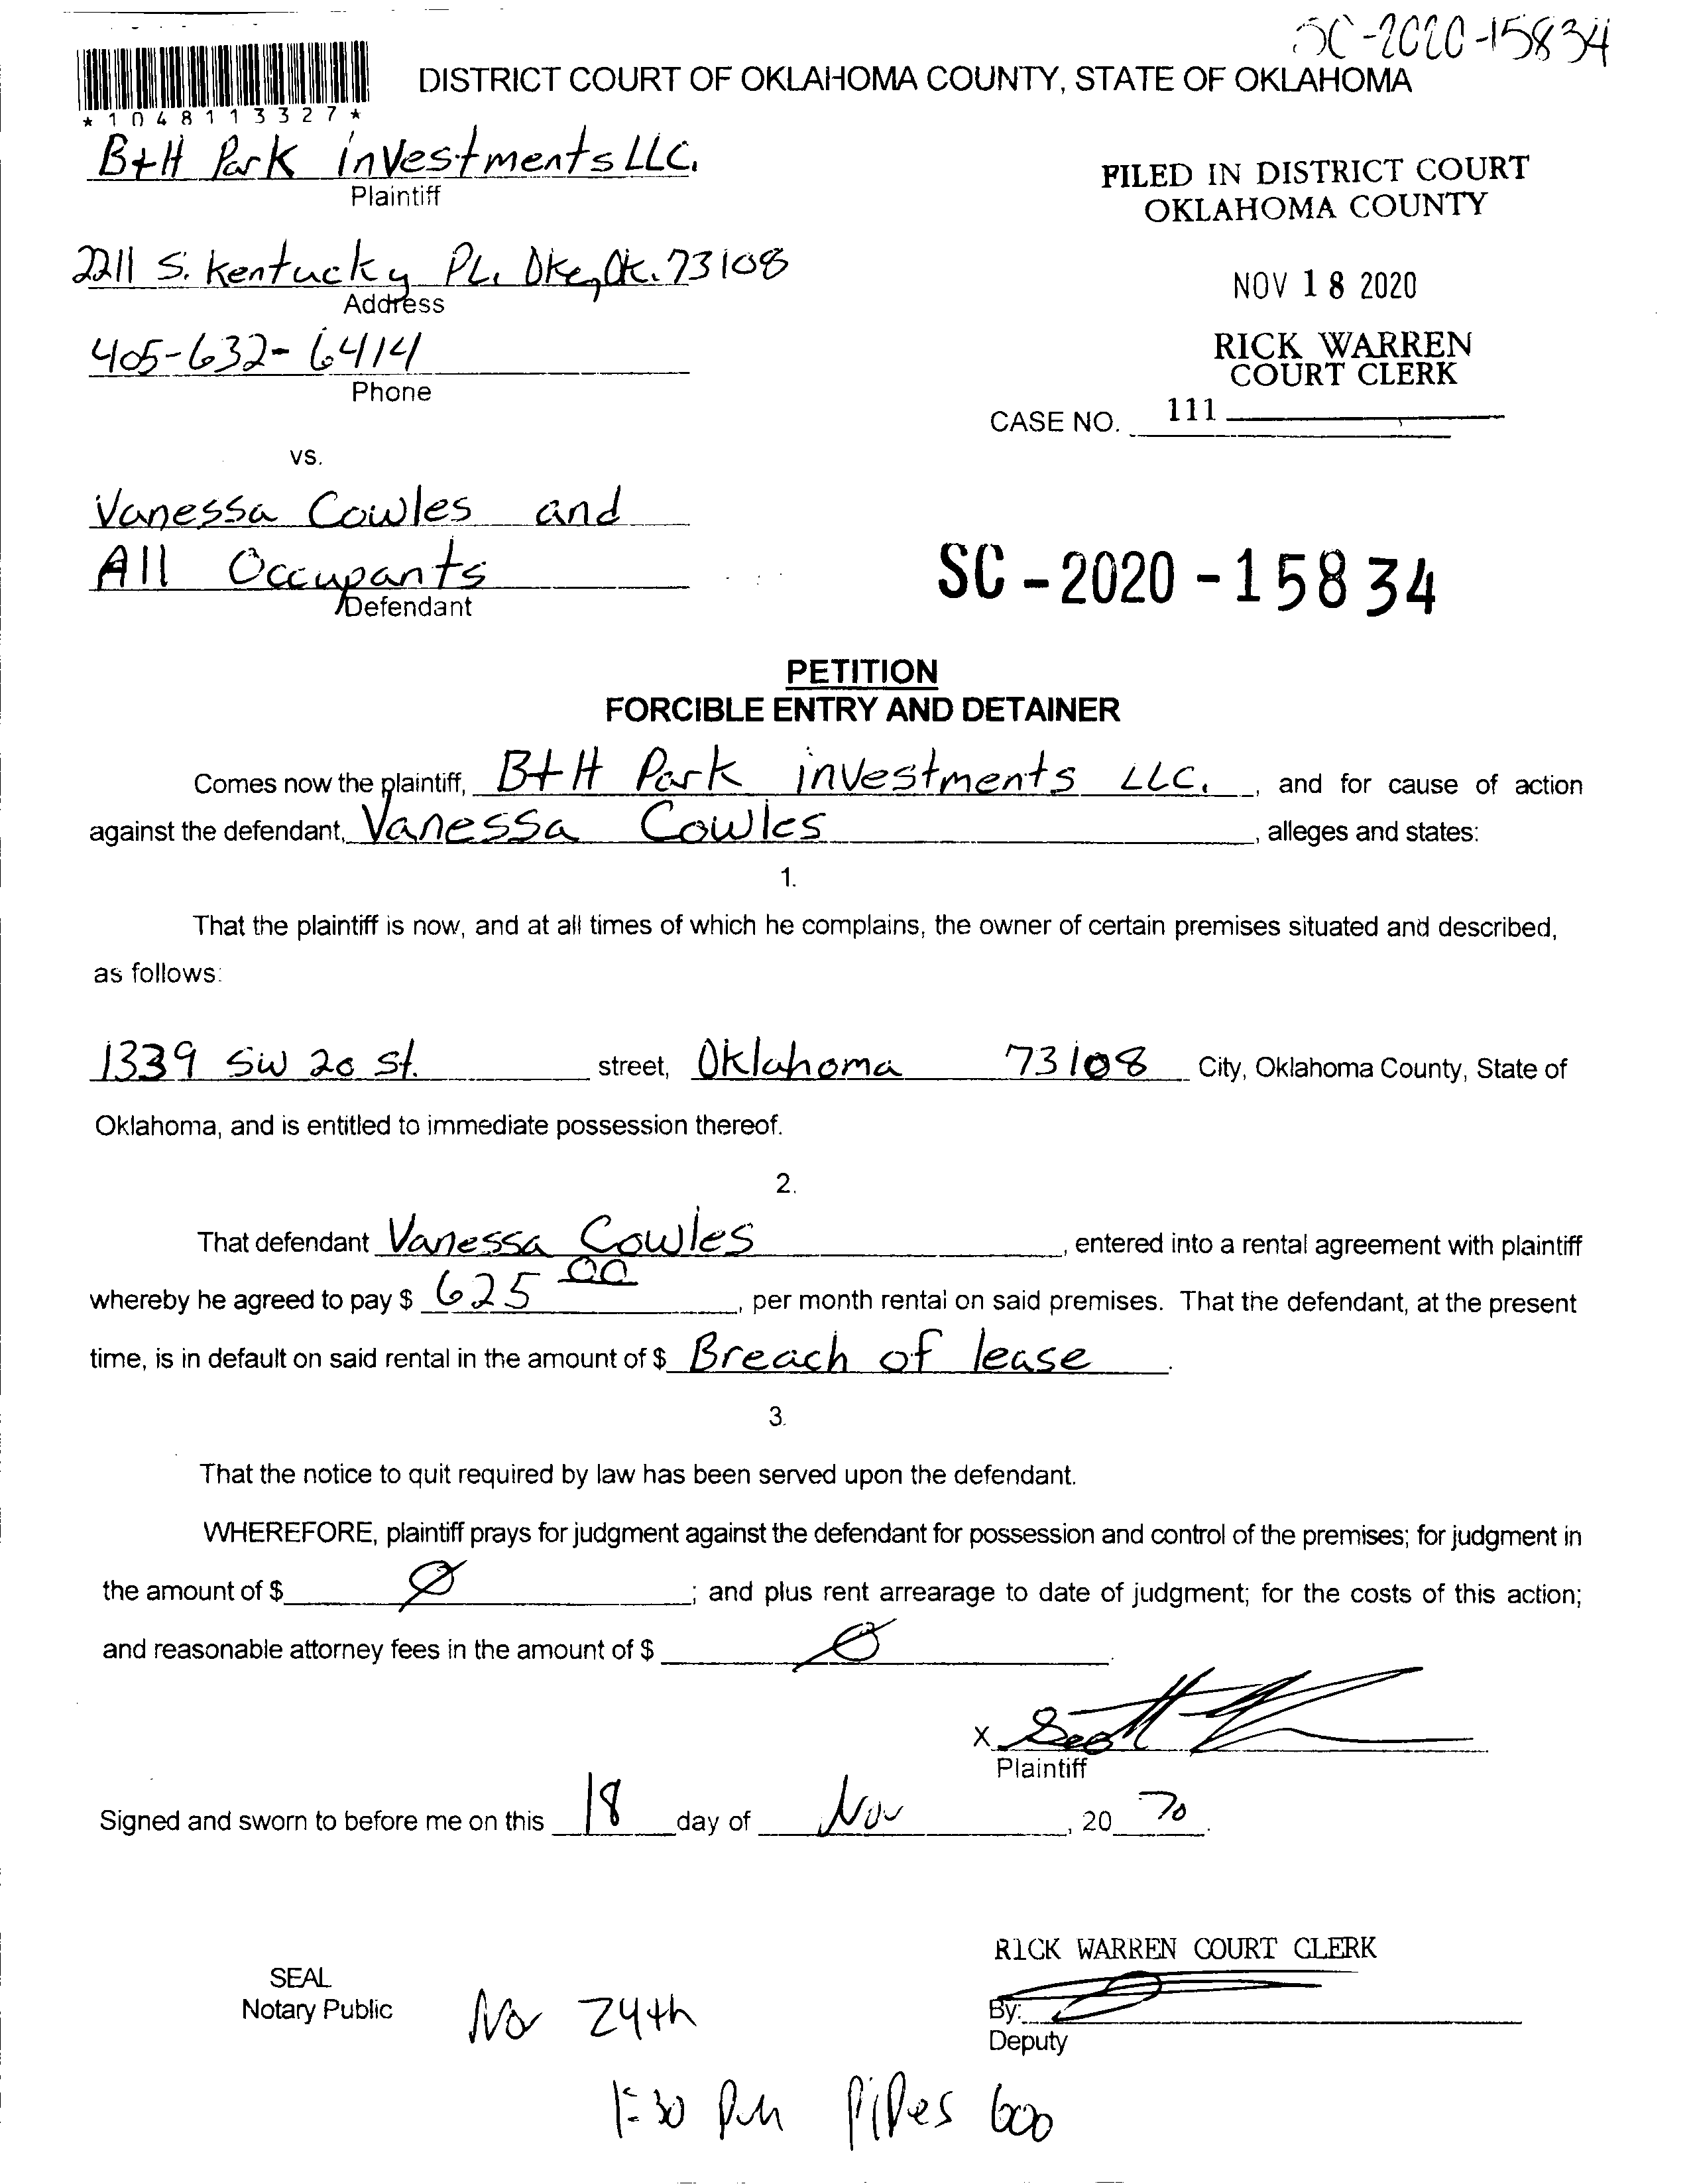 SC-2020-15834
DISTRICT COURT OF OKLAHOMA COUNTY, STATE OF OKLAHOMA
*1048113327*
B+H Park investments LLC.
Plaintiff
FILED IN DISTRICT COURT
OKLAHOMA COUNTY
2211 S. Kentucky PL. Okc, Ok. 73108
Address
NOV 18 2020
405-632-6414
Phone
RICK WARREN
COURT CLERK
CASE NO. 111
vs.
Vanessa Cowles and
All Occupants
Defendant
SC-2020-15834
PETITION
FORCIBLE ENTRY AND DETAINER
Comes now the plaintiff, B+H Park investments LLC., and for cause of action
against the defendant, Vanessa Cowles, alleges and states:
1.
That the plaintiff is now, and at all times of which he complains, the owner of certain premises situated and described,
as follows:
1339 SW 20 St. street, Oklahoma 73108 City, Oklahoma County, State of
Oklahoma, and is entitled to immediate possession thereof.
2.
That defendant Vanessa Cowles, entered into a rental agreement with plaintiff
whereby he agreed to pay $ 625 00, per month rental on said premises. That the defendant, at the present
time, is in default on said rental in the amount of $ Breach of lease.
3.
That the notice to quit required by law has been served upon the defendant.
WHEREFORE, plaintiff prays for judgment against the defendant for possession and control of the premises; for judgment in
the amount of $ Ø; and plus rent arrearage to date of judgment; for the costs of this action;
and reasonable attorney fees in the amount of $ Ø.
X Scott
Plaintiff
Signed and sworn to before me on this 18 day of Nov, 20 20.
RICK WARREN COURT CLERK
SEAL
Notary Public
Nov 24th
By:
Deputy
1:30 PM Pipes 600